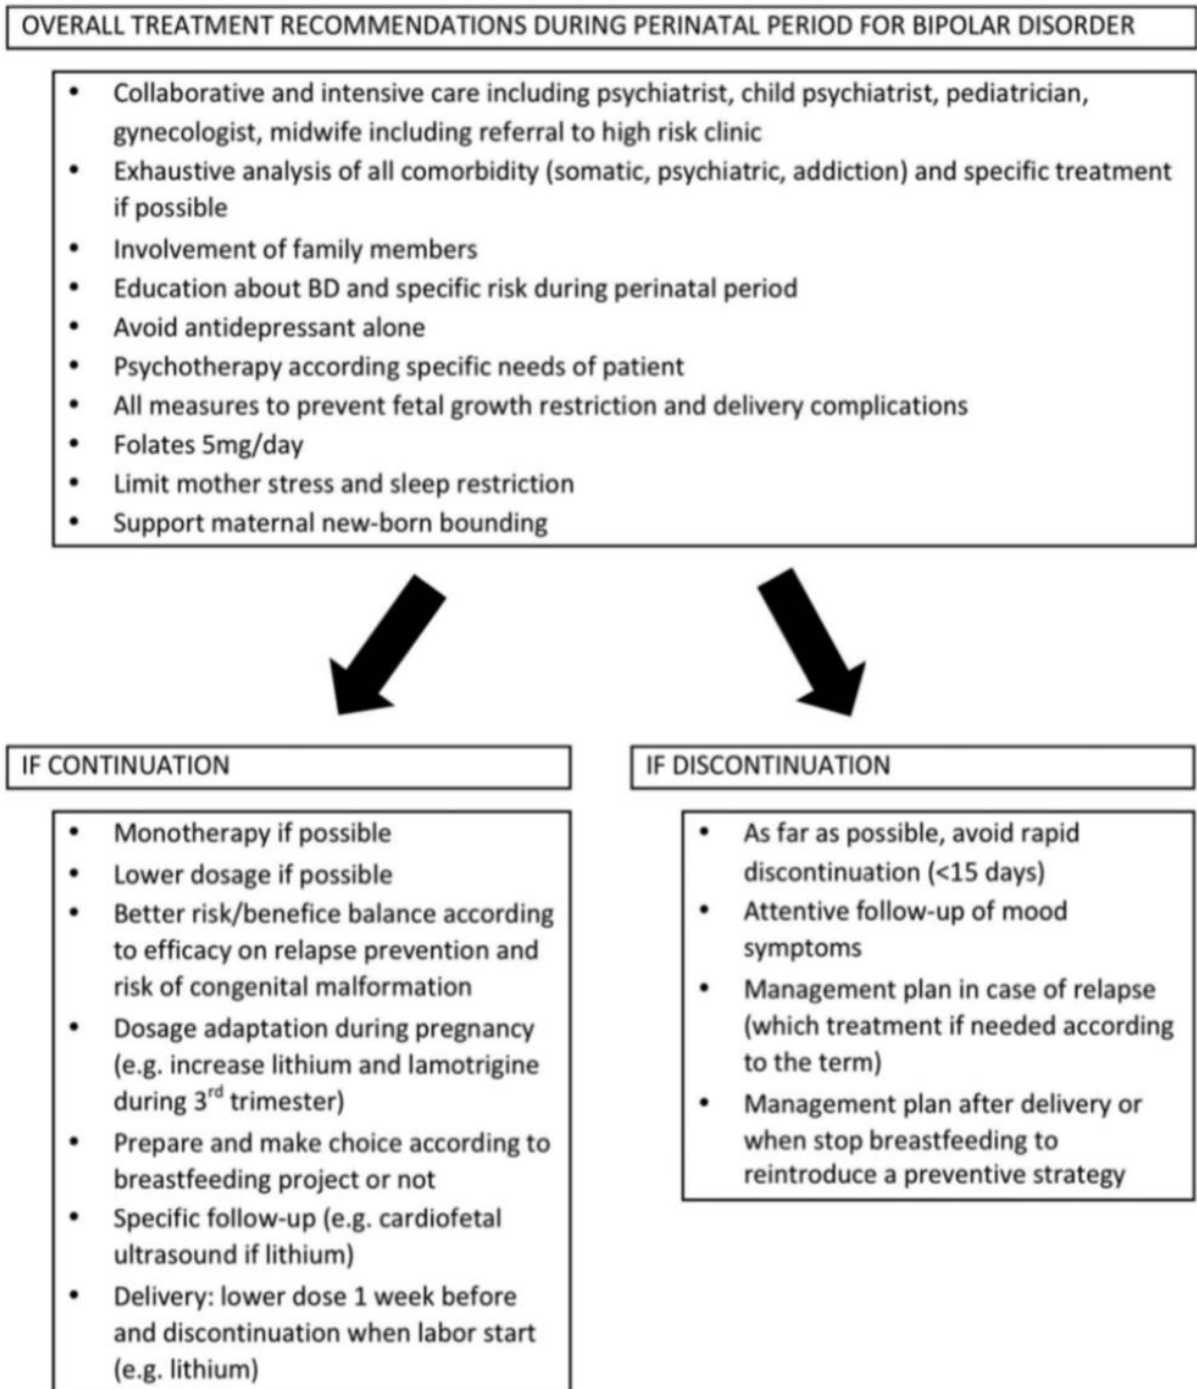 OVERALL TREATMENT RECOMMENDATIONS DURING PERINATAL PERIOD FOR BIPOLAR DISORDER
• Collaborative and intensive care including psychiatrist, child psychiatrist, pediatrician,
gynecologist, midwife including referral to high risk clinic
• Exhaustive analysis of all comorbidity (somatic, psychiatric, addiction) and specific treatment
if possible
• Involvement of family members
• Education about BD and specific risk during perinatal period
• Avoid antidepressant alone
• Psychotherapy according specific needs of patient
• All measures to prevent fetal growth restriction and delivery complications
• Folates 5mg/day
• Limit mother stress and sleep restriction
• Support maternal new-born bounding
IF CONTINUATION
• Monotherapy if possible
• Lower dosage if possible
• Better risk/benefice balance according
to efficacy on relapse prevention and
risk of congenital malformation
• Dosage adaptation during pregnancy
(e.g. increase lithium and lamotrigine
during 3rd trimester)
• Prepare and make choice according to
breastfeeding project or not
• Specific follow-up (e.g. cardiofetal
ultrasound if lithium)
• Delivery: lower dose 1 week before
and discontinuation when labor start
(e.g. lithium)
IF DISCONTINUATION
• As far as possible, avoid rapid
discontinuation (<15 days)
• Attentive follow-up of mood
symptoms
• Management plan in case of relapse
(which treatment if needed according
to the term)
• Management plan after delivery or
when stop breastfeeding to
reintroduce a preventive strategy